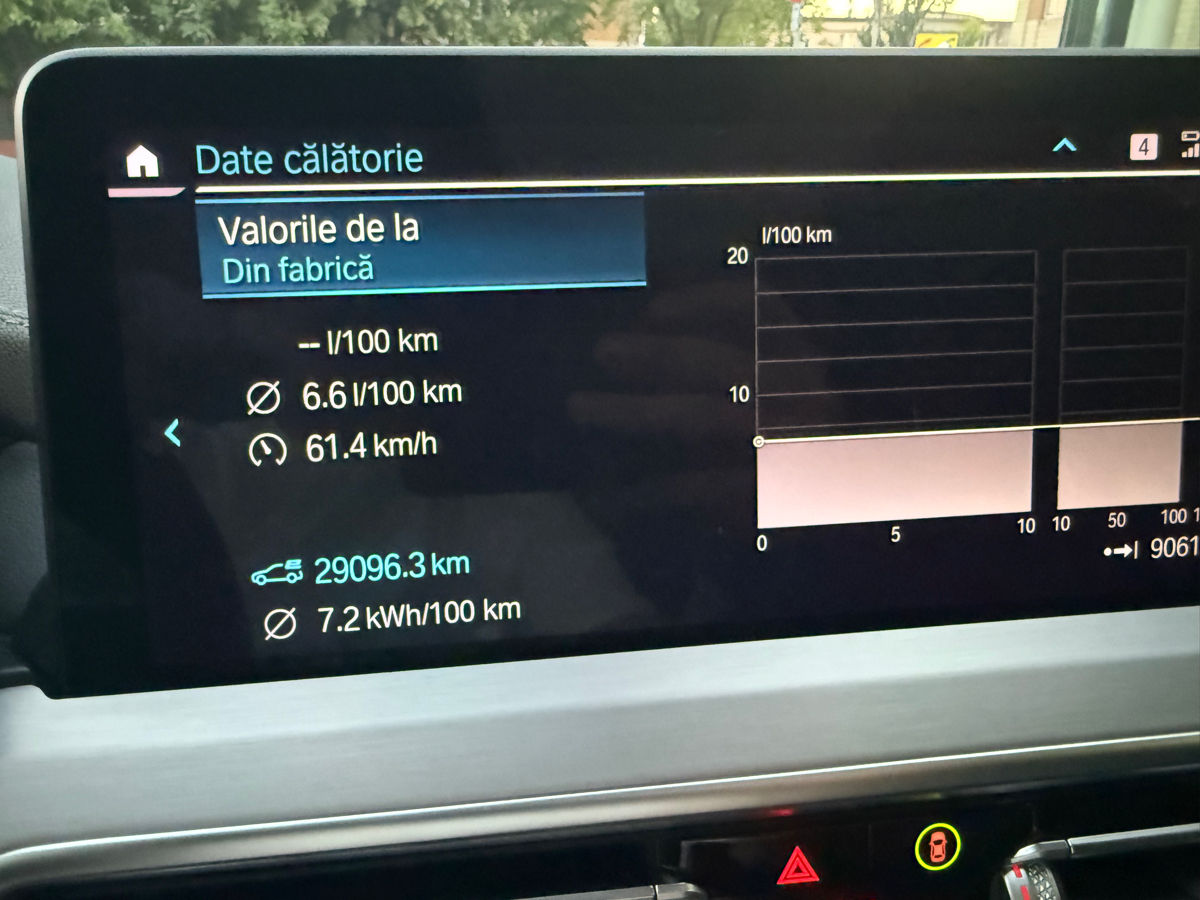 Date călătorie
4
Valorile de la
Din fabrică
-- l/100 km
6.6 l/100 km
61.4 km/h
29096.3 km
7.2 kWh/100 km
l/100 km
20
10
0
5
10
10
50
100
9061